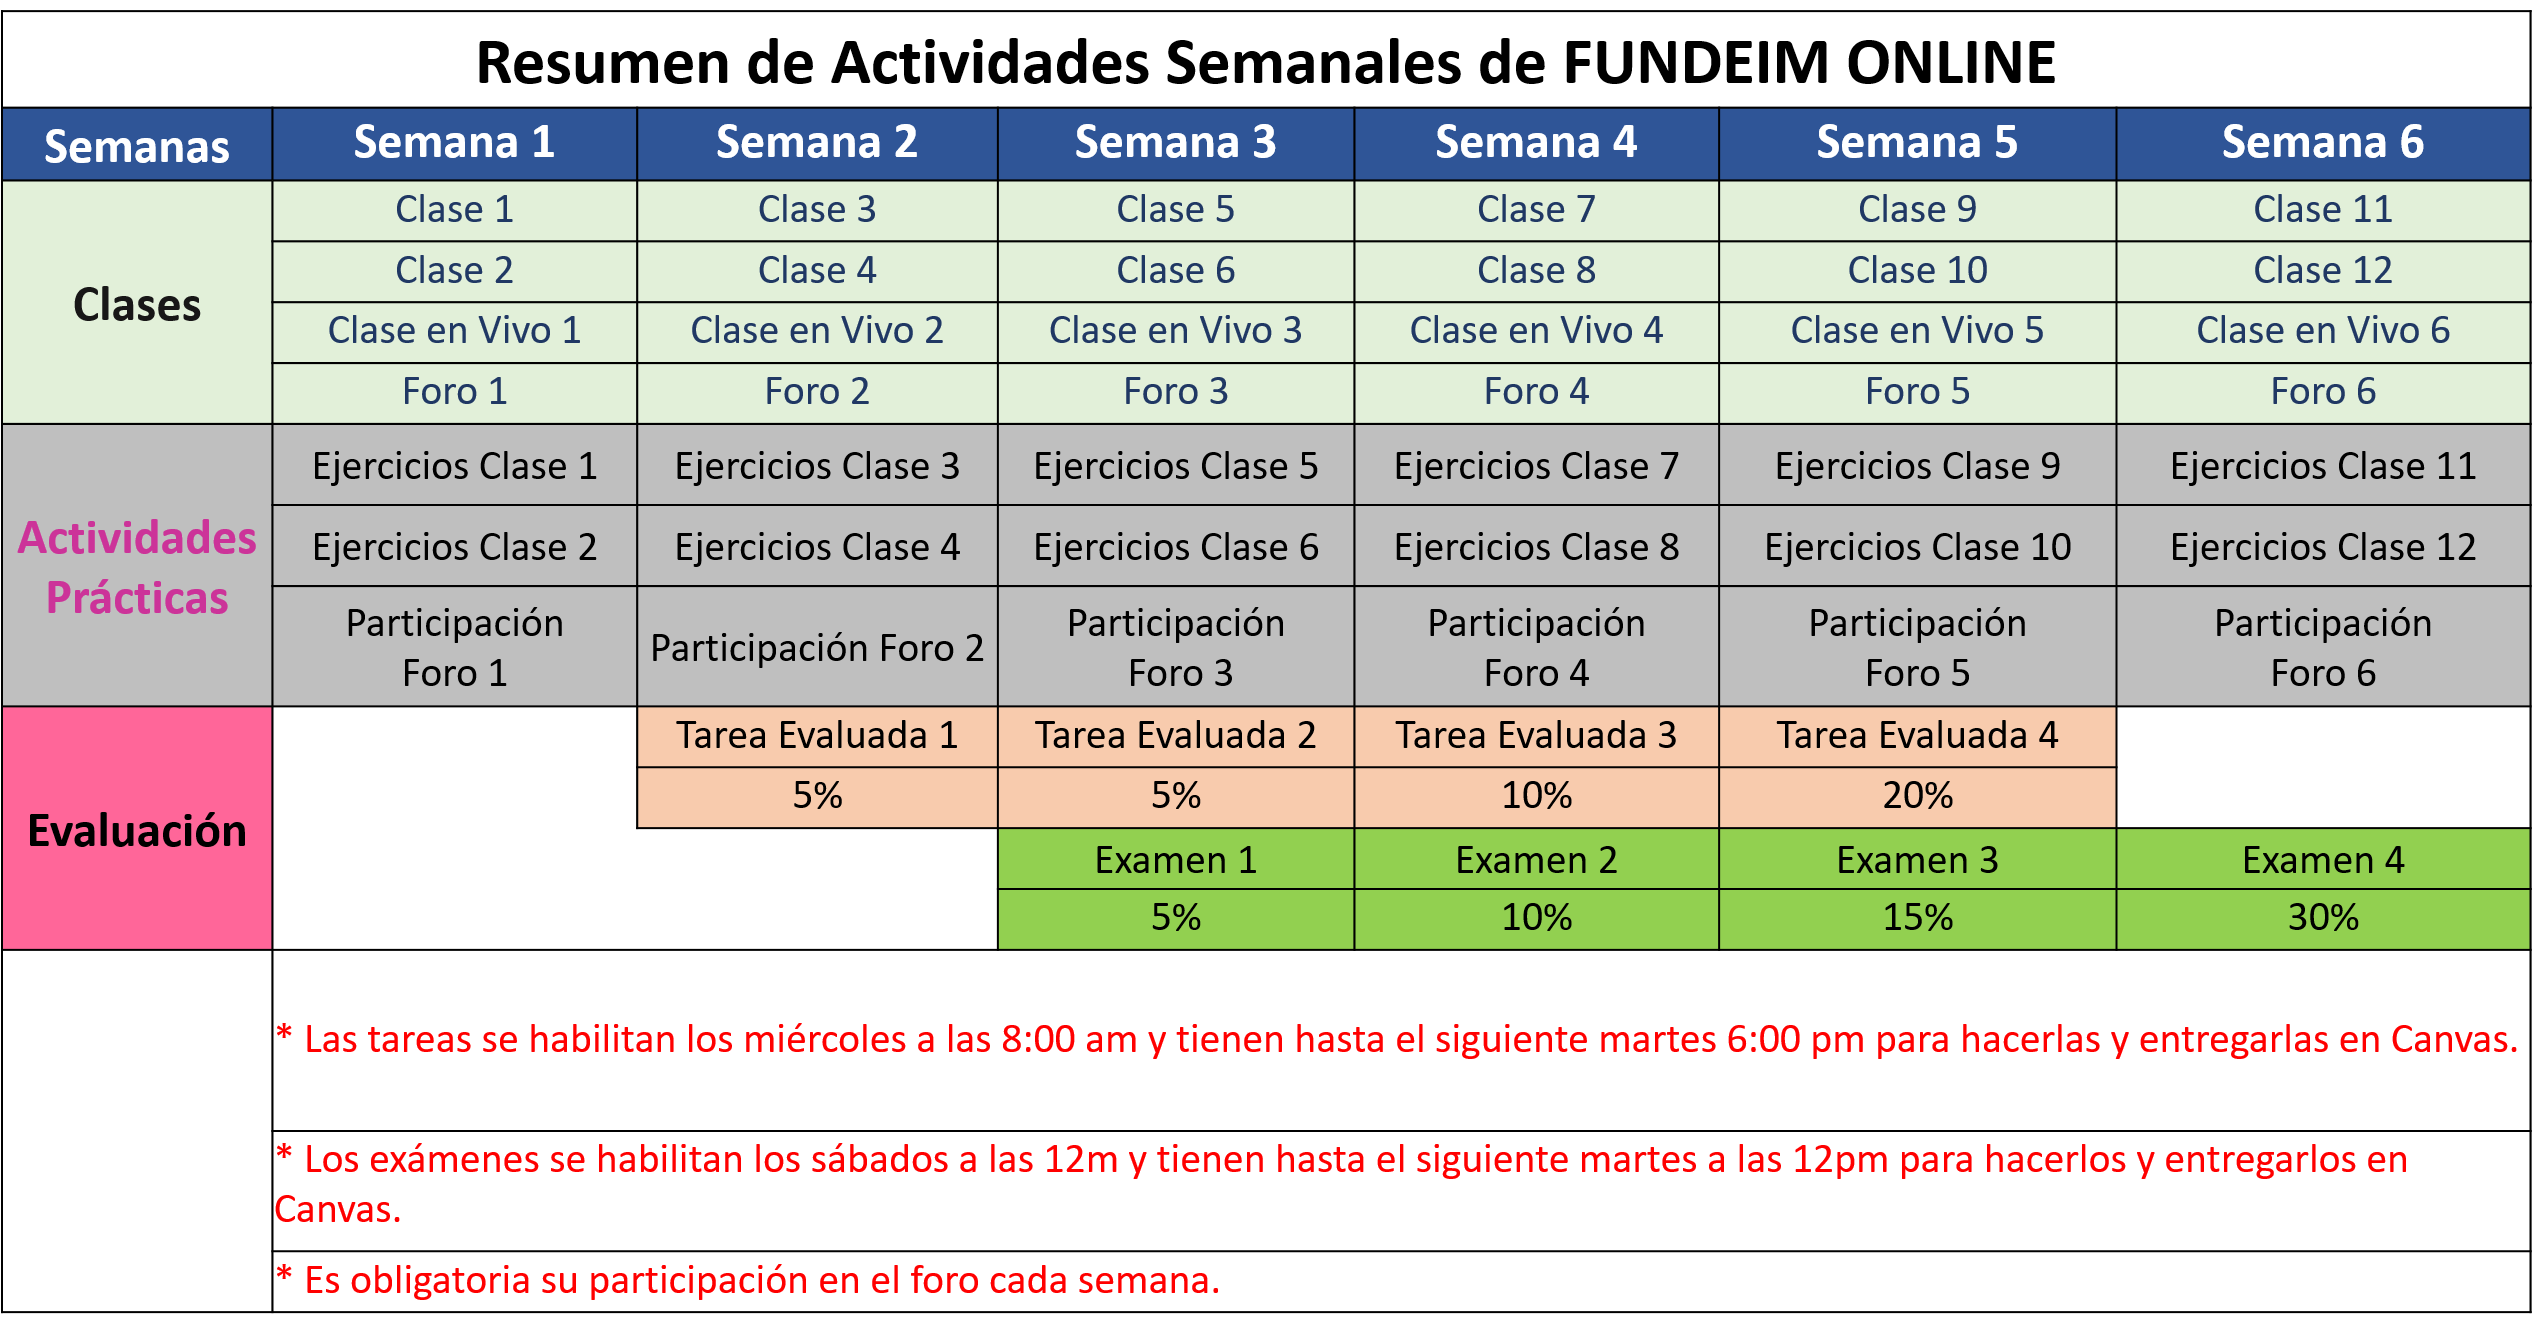 Resumen de Actividades Semanales de FUNDEIM ONLINE
Semanas Semana 1 Semana 2 Semana 3 Semana 4 Semana 5 Semana 6
Clases
Clase 1 Clase 3 Clase 5 Clase 7 Clase 9 Clase 11
Clase 2 Clase 4 Clase 6 Clase 8 Clase 10 Clase 12
Clase en Vivo 1 Clase en Vivo 2 Clase en Vivo 3 Clase en Vivo 4 Clase en Vivo 5 Clase en Vivo 6
Foro 1 Foro 2 Foro 3 Foro 4 Foro 5 Foro 6
Actividades
Prácticas
Ejercicios Clase 1 Ejercicios Clase 3 Ejercicios Clase 5 Ejercicios Clase 7 Ejercicios Clase 9 Ejercicios Clase 11
Ejercicios Clase 2 Ejercicios Clase 4 Ejercicios Clase 6 Ejercicios Clase 8 Ejercicios Clase 10 Ejercicios Clase 12
Participación
Foro 1
Participación Foro 2
Participación
Foro 3
Participación
Foro 4
Participación
Foro 5
Participación
Foro 6
Evaluación
Tarea Evaluada 1 Tarea Evaluada 2 Tarea Evaluada 3 Tarea Evaluada 4
5% 5% 10% 20%
Examen 1 Examen 2 Examen 3 Examen 4
5% 10% 15% 30%
* Las tareas se habilitan los miércoles a las 8:00 am y tienen hasta el siguiente martes 6:00 pm para hacerlas y entregarlas en Canvas.
* Los exámenes se habilitan los sábados a las 12m y tienen hasta el siguiente martes a las 12pm para hacerlos y entregarlos en
Canvas.
* Es obligatoria su participación en el foro cada semana.